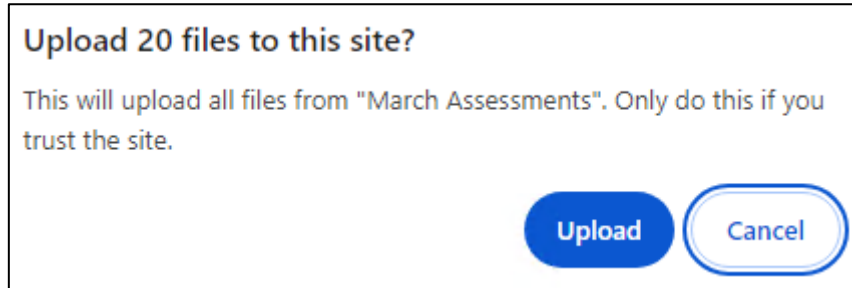 Upload 20 files to this site?
This will upload all files from "March Assessments". Only do this if you
trust the site.
Upload Cancel